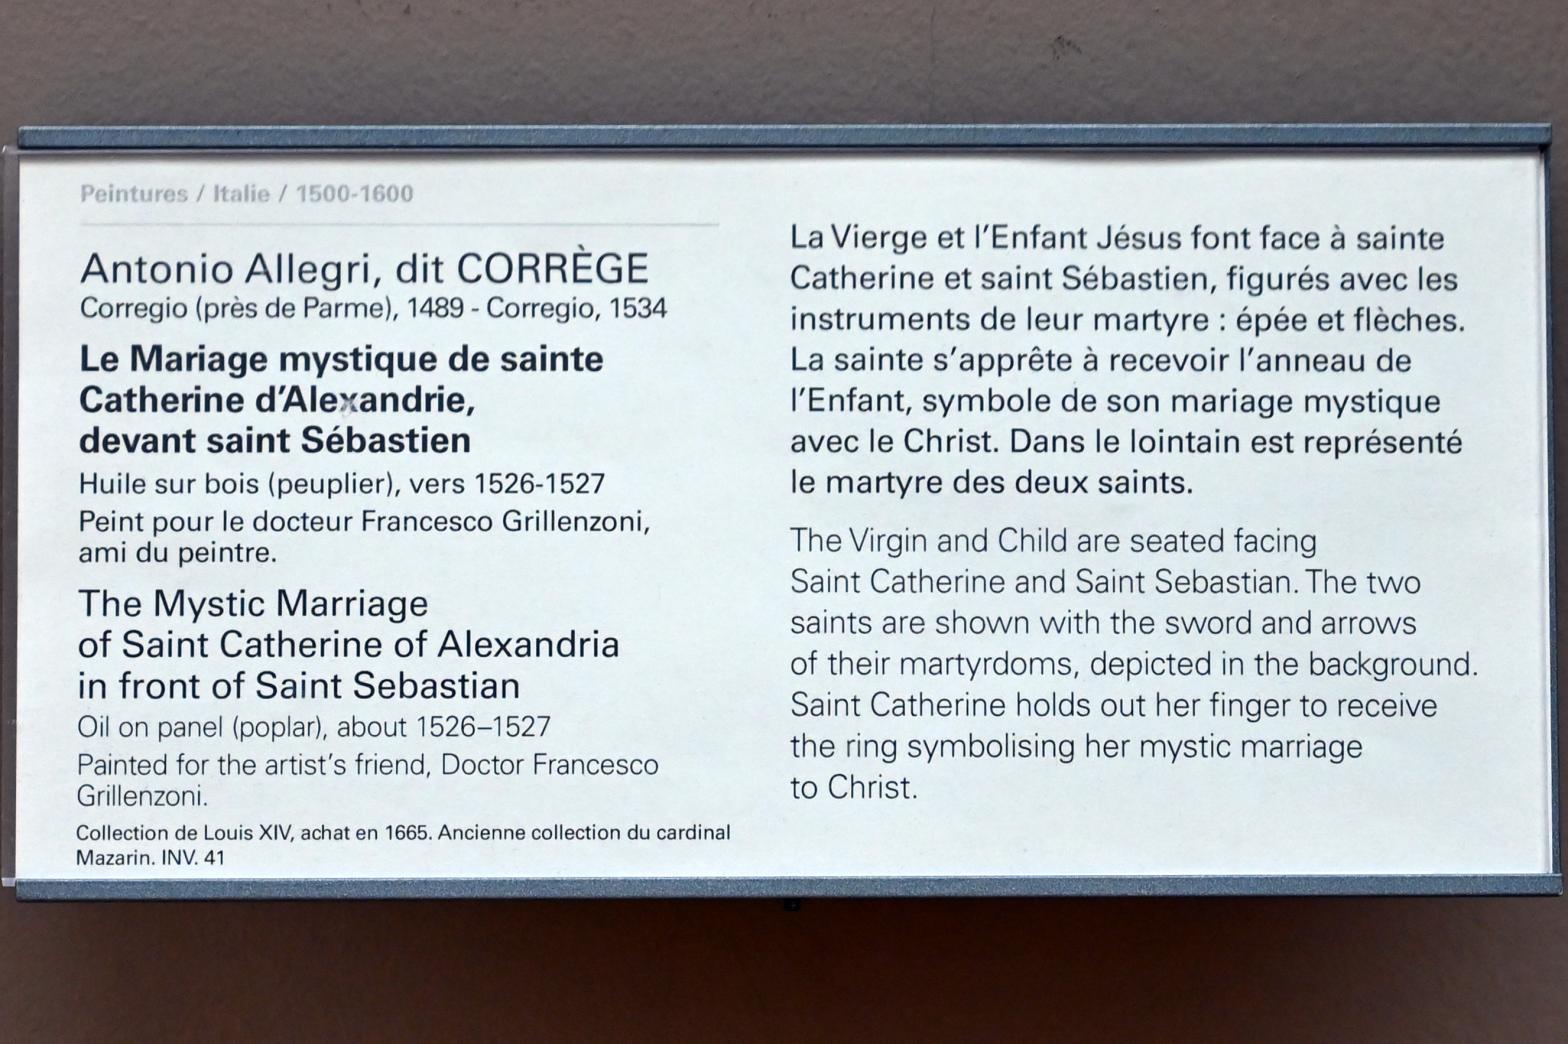 Peintures / Italie / 1500-1600
Antonio Allegri, dit CORRÈGE
Corregio (près de Parme), 1489 - Corregio, 1534
Le Mariage mystique de sainte
Catherine d'Alexandrie,
devant saint Sébastien
Huile sur bois (peuplier), vers 1526-1527
Peint pour le docteur Francesco Grillenzoni,
ami du peintre.
The Mystic Marriage
of Saint Catherine of Alexandria
in front of Saint Sebastian
Oil on panel (poplar), about 1526–1527
Painted for the artist's friend, Doctor Francesco
Grillenzoni.
Collection de Louis XIV, achat en 1665. Ancienne collection du cardinal
Mazarin. INV. 41
La Vierge et l'Enfant Jésus font face à sainte
Catherine et saint Sébastien, figurés avec les
instruments de leur martyre : épée et flèches.
La sainte s'apprête à recevoir l'anneau de
l'Enfant, symbole de son mariage mystique
avec le Christ. Dans le lointain est représenté
le martyre des deux saints.
The Virgin and Child are seated facing
Saint Catherine and Saint Sebastian. The two
saints are shown with the sword and arrows
of their martyrdoms, depicted in the background.
Saint Catherine holds out her finger to receive
the ring symbolising her mystic marriage
to Christ.